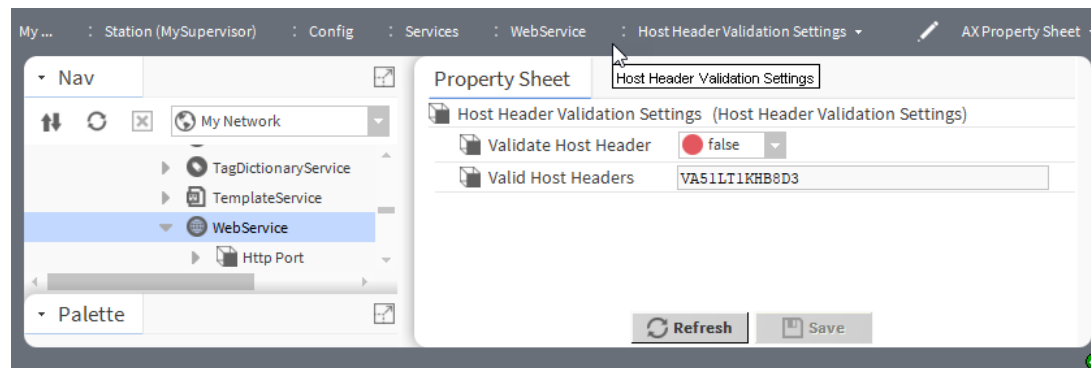 My ... : Station (MySupervisor) : Config : Services : WebService : Host Header Validation Settings AX Property Sheet
Host Header Validation Settings
Nav
My Network
TagDictionaryService
TemplateService
WebService
Http Port
Palette
Property Sheet
Host Header Validation Settings (Host Header Validation Settings)
Validate Host Header false
Valid Host Headers VA51LT1KHB8D3
Refresh Save